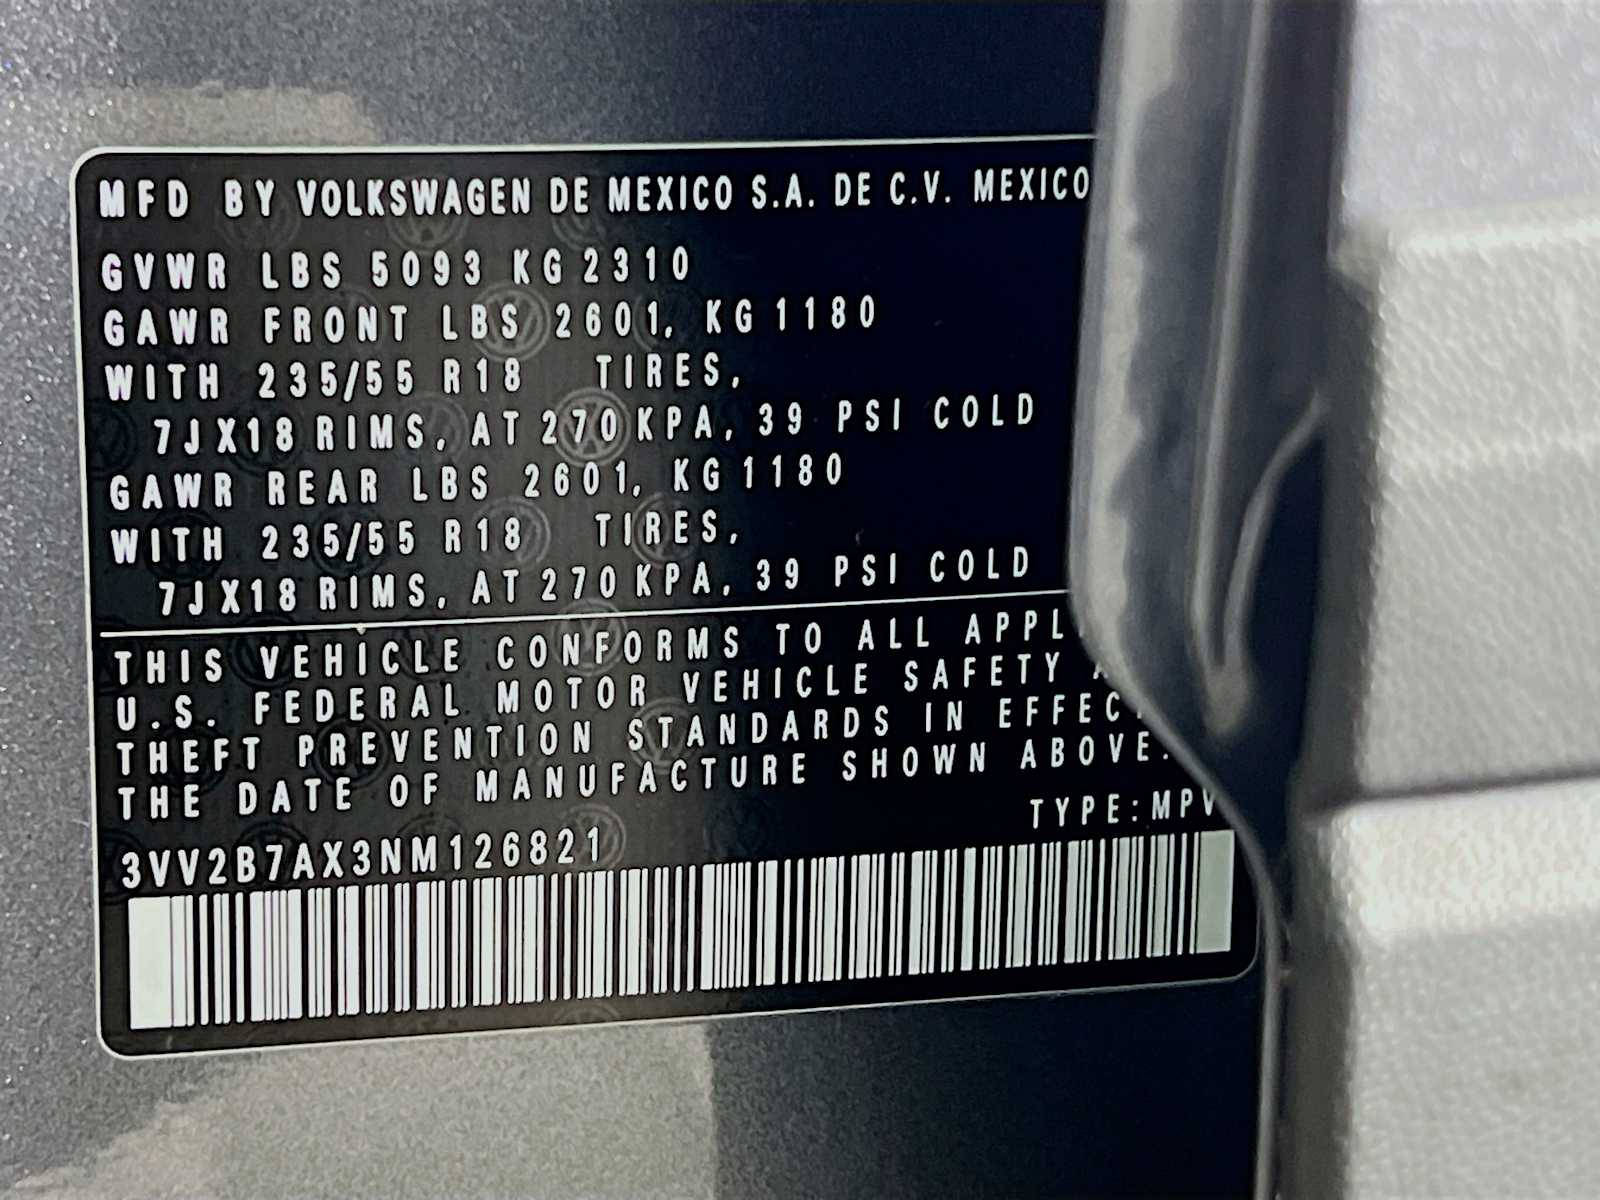 MFD BY VOLKSWAGEN DE MEXICO S.A. DE C.V. MEXICO
GVWR LBS 5093 KG 2310
GAWR FRONT LBS 2601, KG 1180
WITH 235/55 R18 TIRES,
7JX18 RIMS, AT 270 KPA, 39 PSI COLD
GAWR REAR LBS 2601, KG 1180
WITH 235/55 R18 TIRES,
7JX18 RIMS, AT 270 KPA, 39 PSI COLD
THIS VEHICLE CONFORMS TO ALL
U.S. FEDERAL MOTOR VEHICLE SAFETY
THEFT PREVENTION STANDARDS IN
THE DATE OF MANUFACTURE SHOWN ABOVE.
TYPE:MPV
3VV2B7AX3NM126821